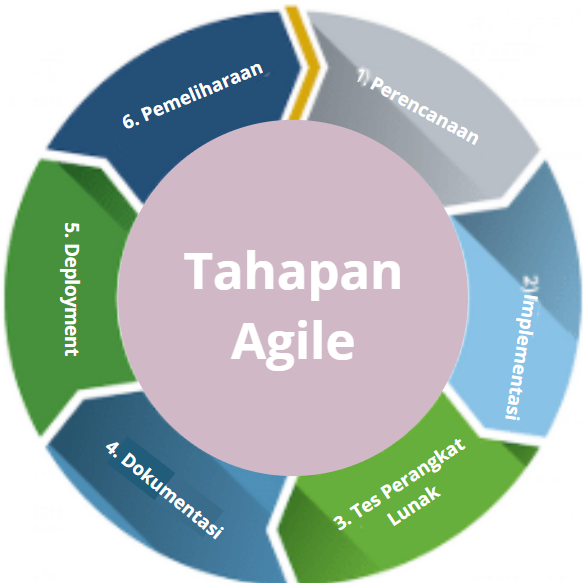 Tahapan
Agile
1) Perencanaan
2) Implementasi
3. Tes Perangkat
Lunak
4. Dokumentasi
5. Deployment
6. Pemeliharaan